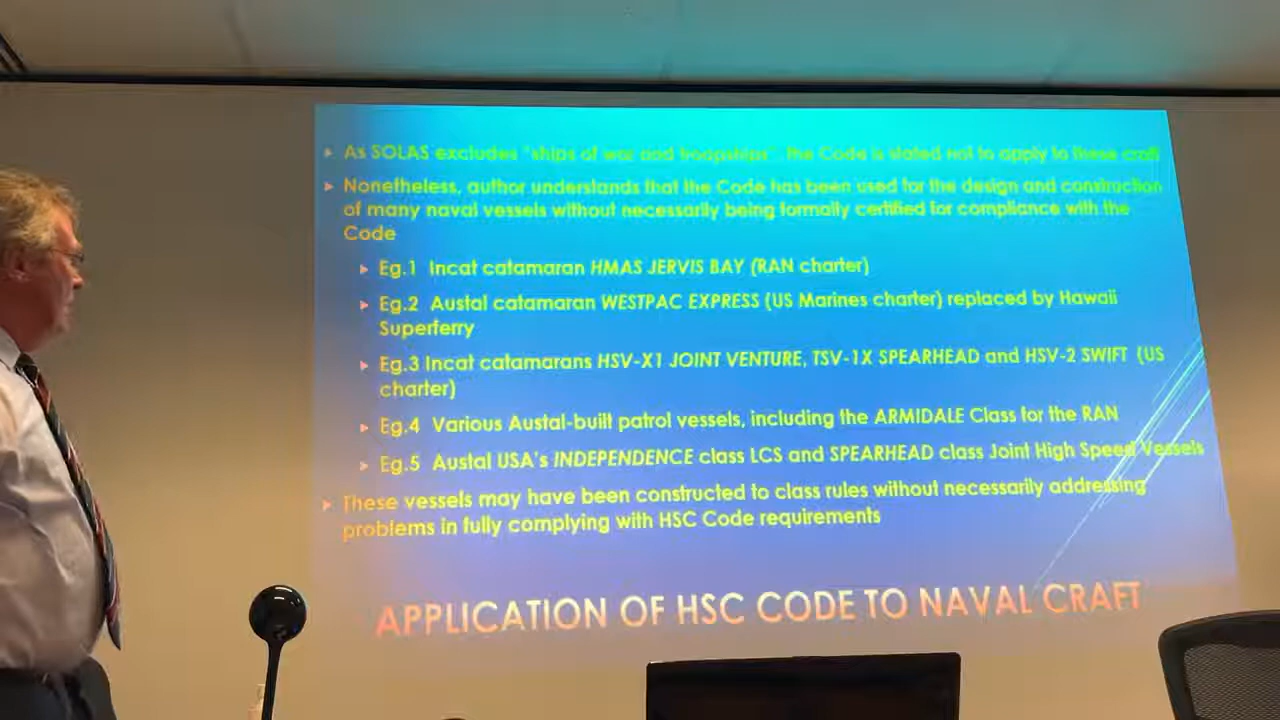 As SOLAS excludes "ships of war and troopships", the Code is stated not to apply to these craft
Nonetheless, author understands that the Code has been used for the design and construction
of many naval vessels without necessarily being formally certified for compliance with the
Code
Eg.1 Incat catamaran HMAS JERVIS BAY (RAN charter)
Eg.2 Austal catamaran WESTPAC EXPRESS (US Marines charter) replaced by Hawaii
Superferry
Eg.3 Incat catamarans HSV-X1 JOINT VENTURE, TSV-1X SPEARHEAD and HSV-2 SWIFT (US
charter)
Eg.4 Various Austal-built patrol vessels, including the ARMIDALE Class for the RAN
Eg.5 Austal USA's INDEPENDENCE class LCS and SPEARHEAD class Joint High Speed Vessels
These vessels may have been constructed to class rules without necessarily addressing
problems in fully complying with HSC Code requirements
APPLICATION OF HSC CODE TO NAVAL CRAFT